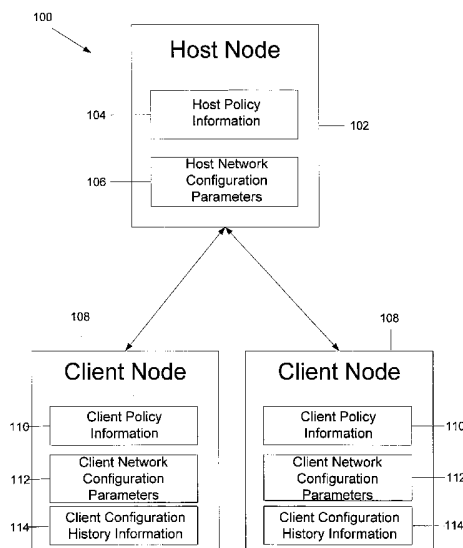 100
Host Node
104
Host Policy
Information
102
106
Host Network
Configuration
Parameters
108
108
Client Node
Client Node
110
Client Policy
Information
Client Policy
Information
110
112
Client Network
Configuration
Parameters
Client Network
Configuration
Parameters
112
114
Client Configuration
History Information
Client Configuration
History Information
114